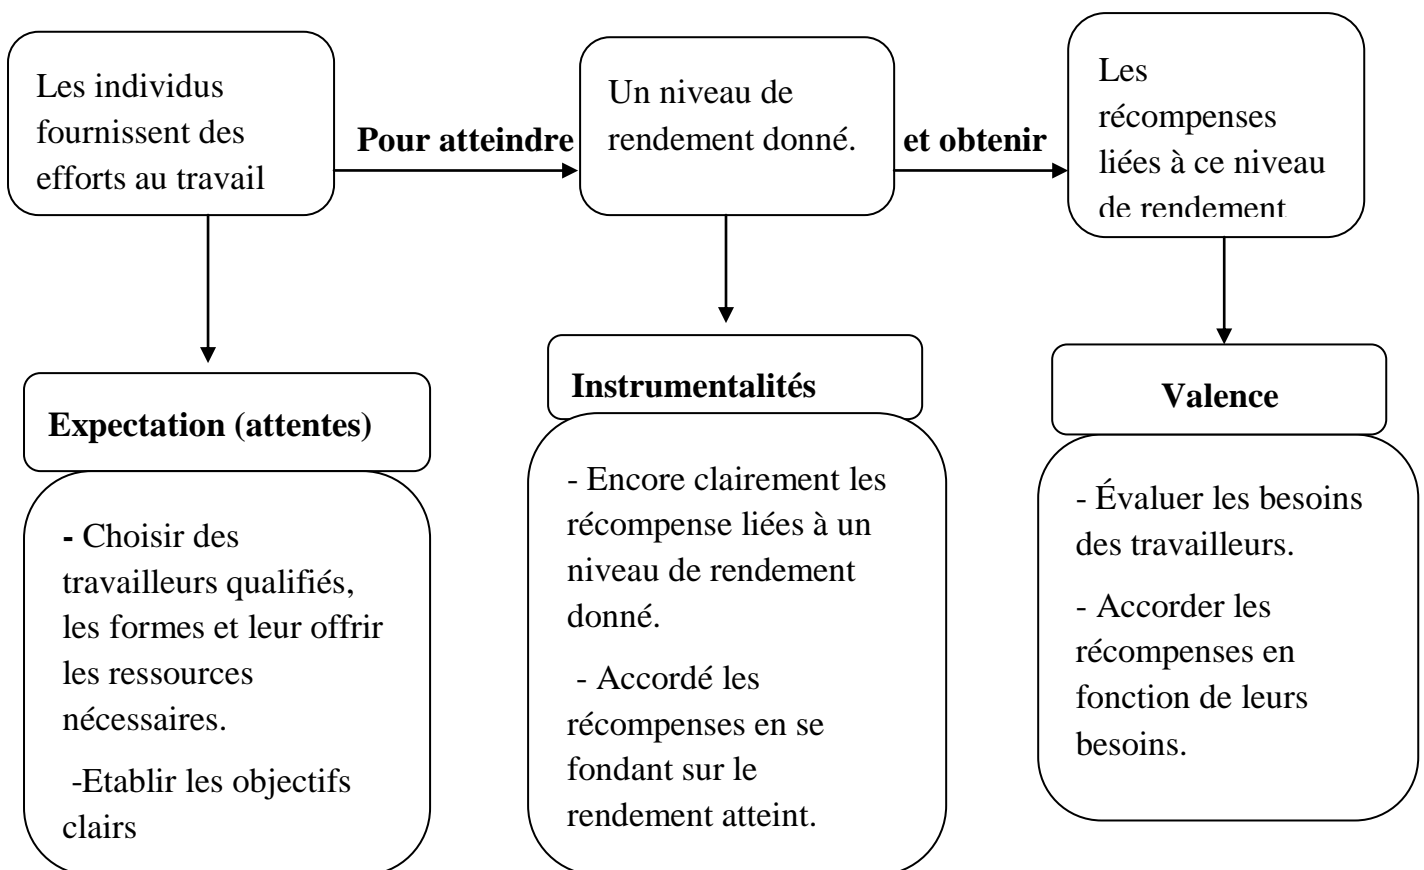 Les individus
fournissent des
efforts au travail
Pour atteindre
Un niveau de
rendement donné.
et obtenir
Les
récompenses
liées à ce niveau
de rendement
Expectation (attentes)
- Choisir des
travailleurs qualifiés,
les formes et leur offrir
les ressources
nécessaires.
-Etablir les objectifs
clairs
Instrumentalités
- Encore clairement les
récompense liées à un
niveau de rendement
donné.
- Accordé les
récompenses en se
fondant sur le
rendement atteint.
Valence
- Évaluer les besoins
des travailleurs.
- Accorder les
récompenses en
fonction de leurs
besoins.